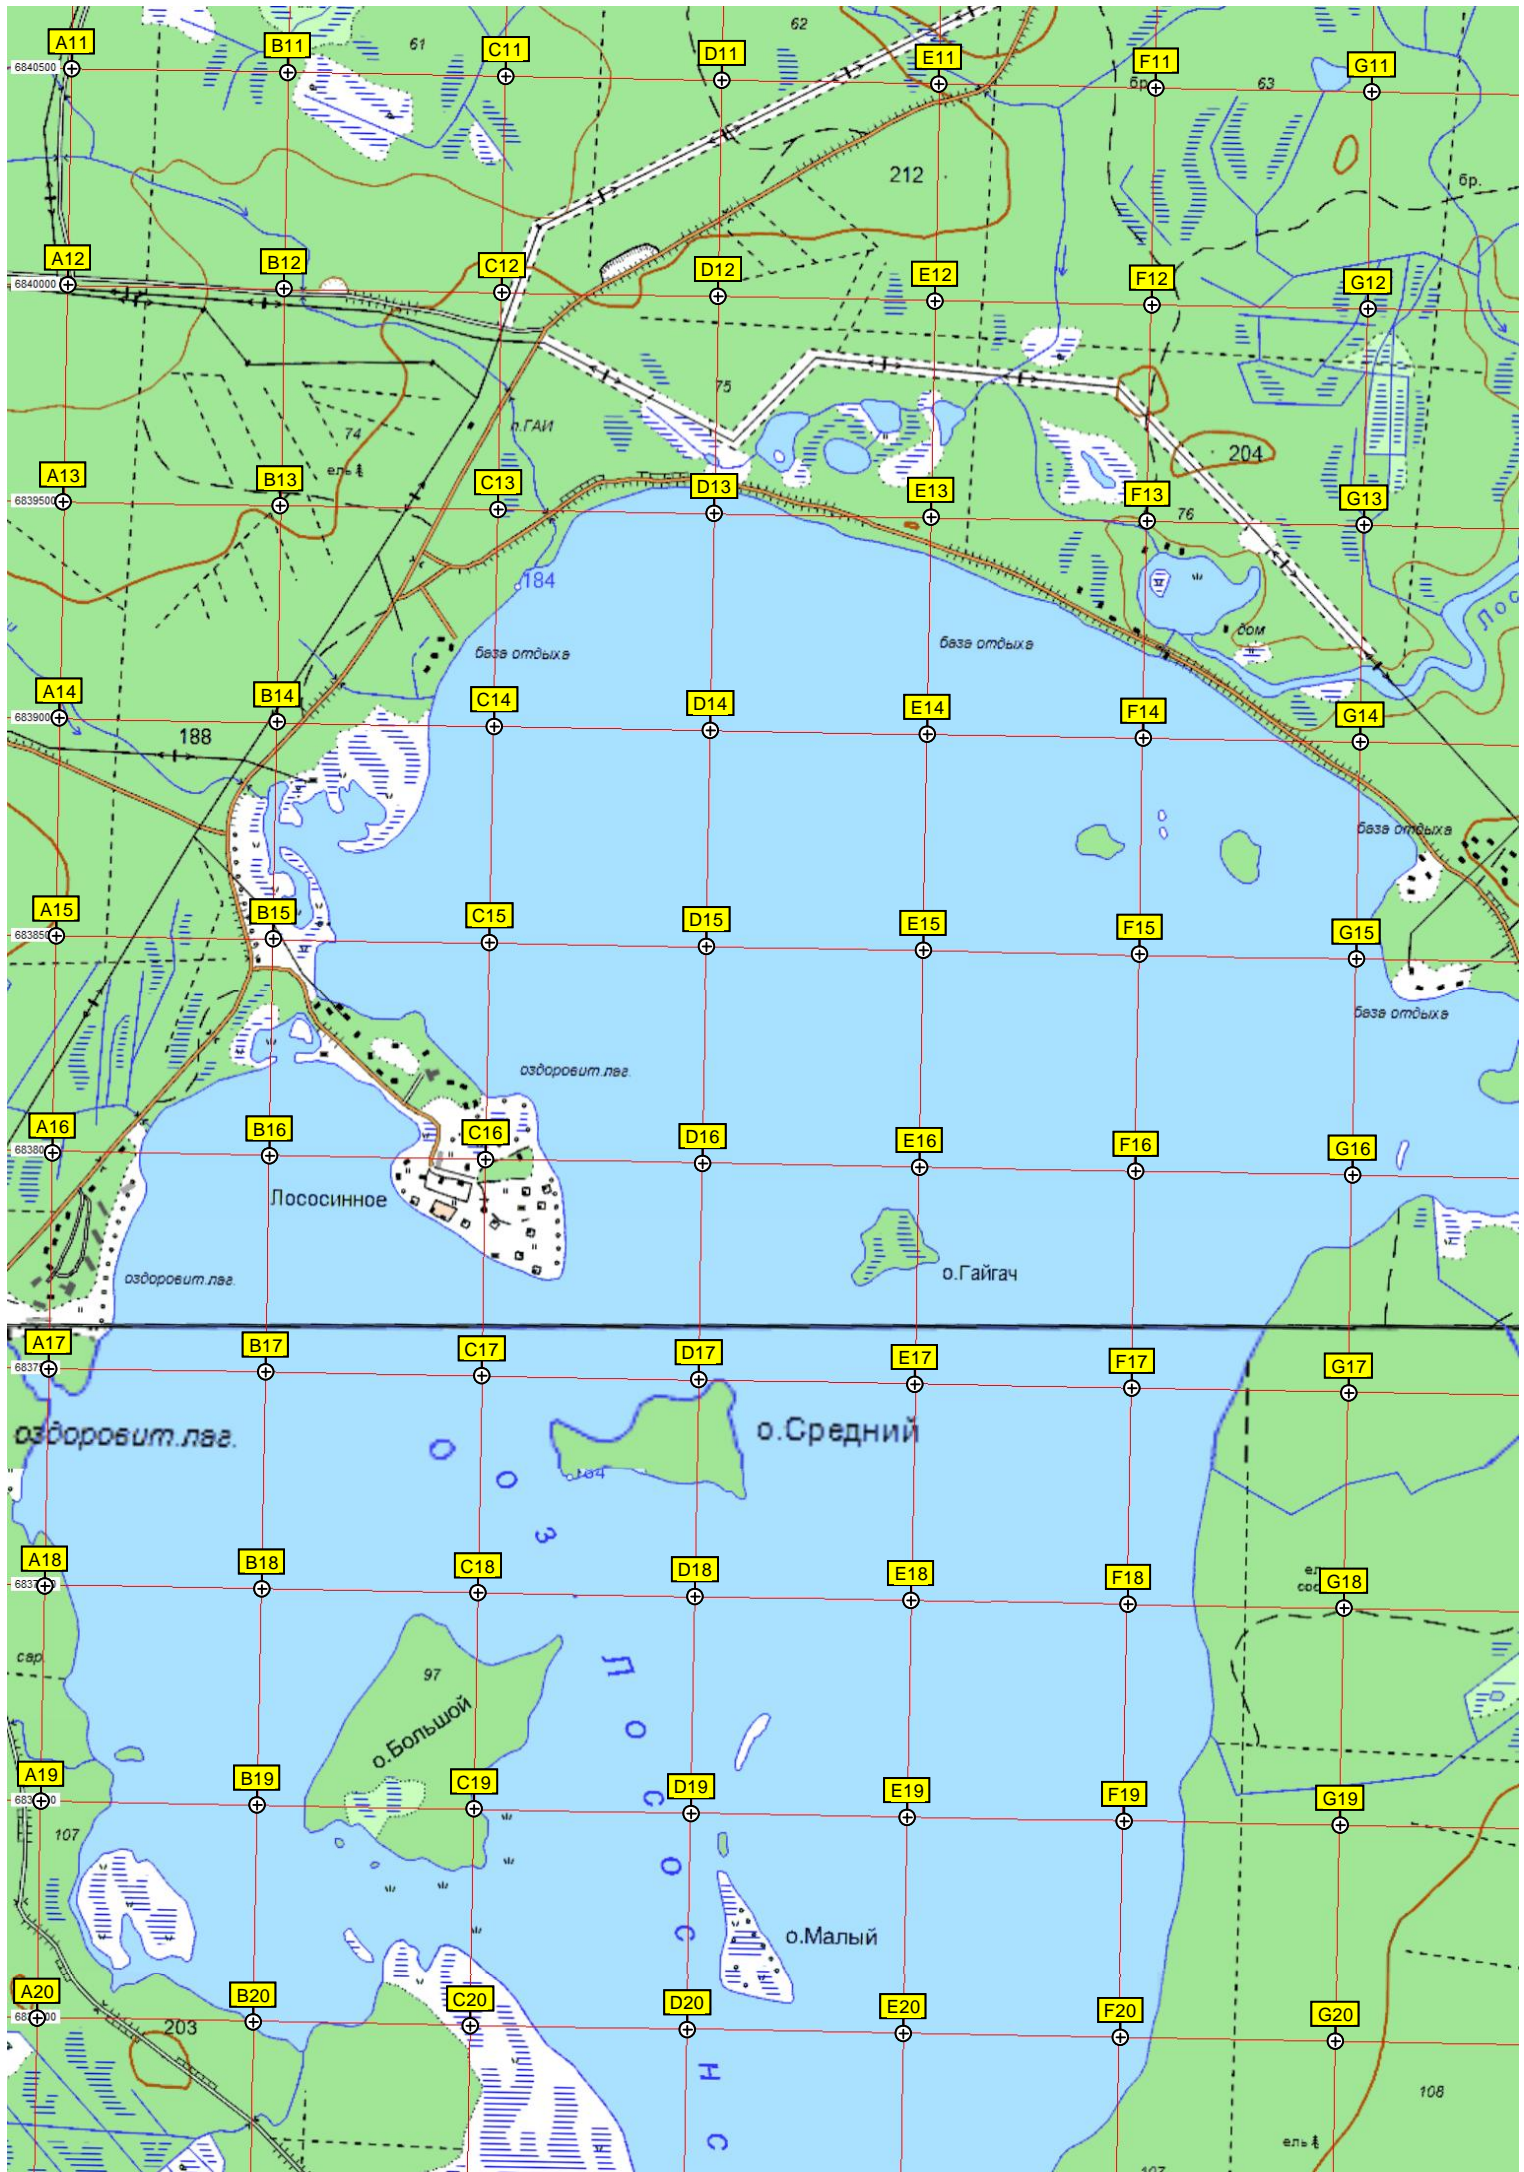 A11
B11
61
C11
D11
62
E11
F11
63
G11
6840500
бр.
212
бр.
A12
B12
C12
D12
E12
F12
G12
6840000
75
74
п.ГАИ
ель
204
A13
B13
C13
D13
E13
F13
G13
6839500
76
184
база отдыха
база отдыха
дом
Лос
A14
B14
C14
D14
E14
F14
G14
188
база отдыха
A15
B15
C15
D15
E15
F15
G15
база отдыха
оздоровит.лаг.
A16
B16
C16
D16
E16
F16
G16
Лососинное
о.Гайгач
оздоровит.лаг.
A17
B17
C17
D17
E17
F17
G17
оздоровит.лаг.
о.Средний
О О З
A18
B18
C18
D18
E18
F18
G18
сар.
97
о.Большой
Л О С О С
A19
B19
C19
D19
E19
F19
G19
107
о.Малый
A20
B20
C20
D20
E20
F20
G20
203
Н С
108
ель
107